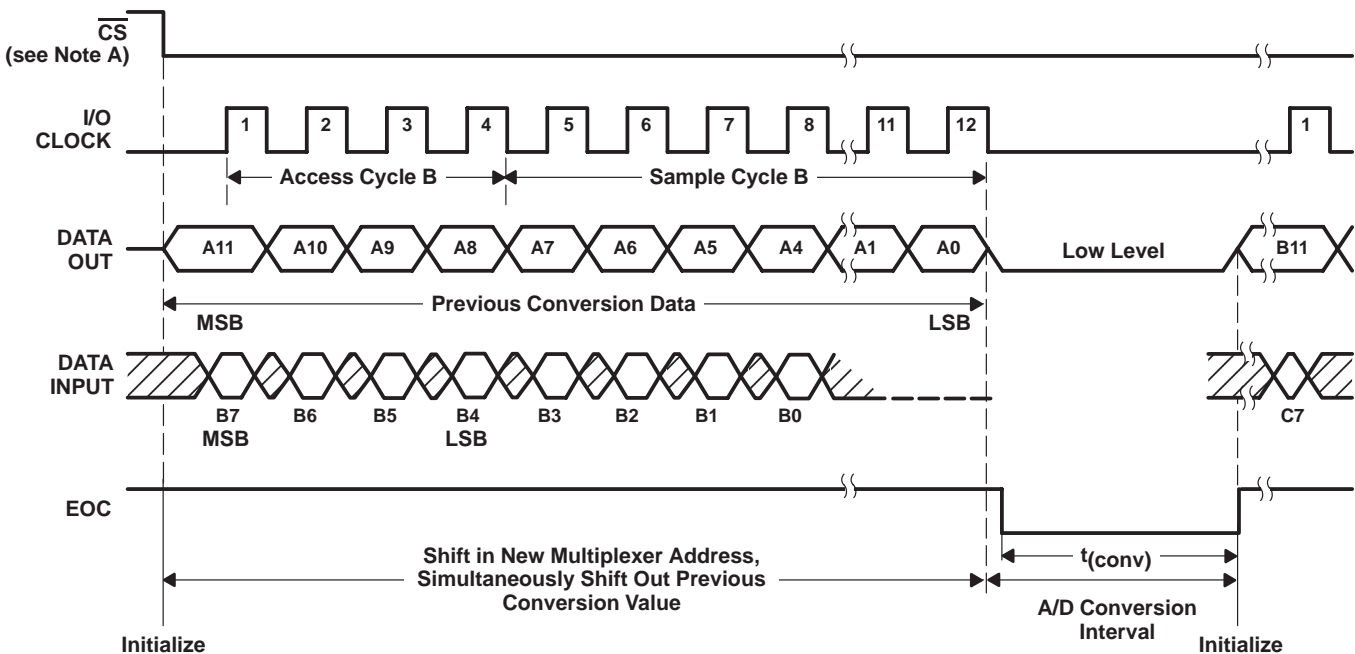 CS
(see Note A)
I/O
CLOCK
1 2 3 4 5 6 7 8 11 12 1
Access Cycle B Sample Cycle B
DATA
OUT
A11 A10 A9 A8 A7 A6 A5 A4 A1 A0 Low Level B11
Previous Conversion Data
MSB LSB
DATA
INPUT
B7 B6 B5 B4 B3 B2 B1 B0 C7
MSB LSB
EOC
Shift in New Multiplexer Address,
Simultaneously Shift Out Previous
Conversion Value
t(conv)
A/D Conversion
Interval
Initialize Initialize